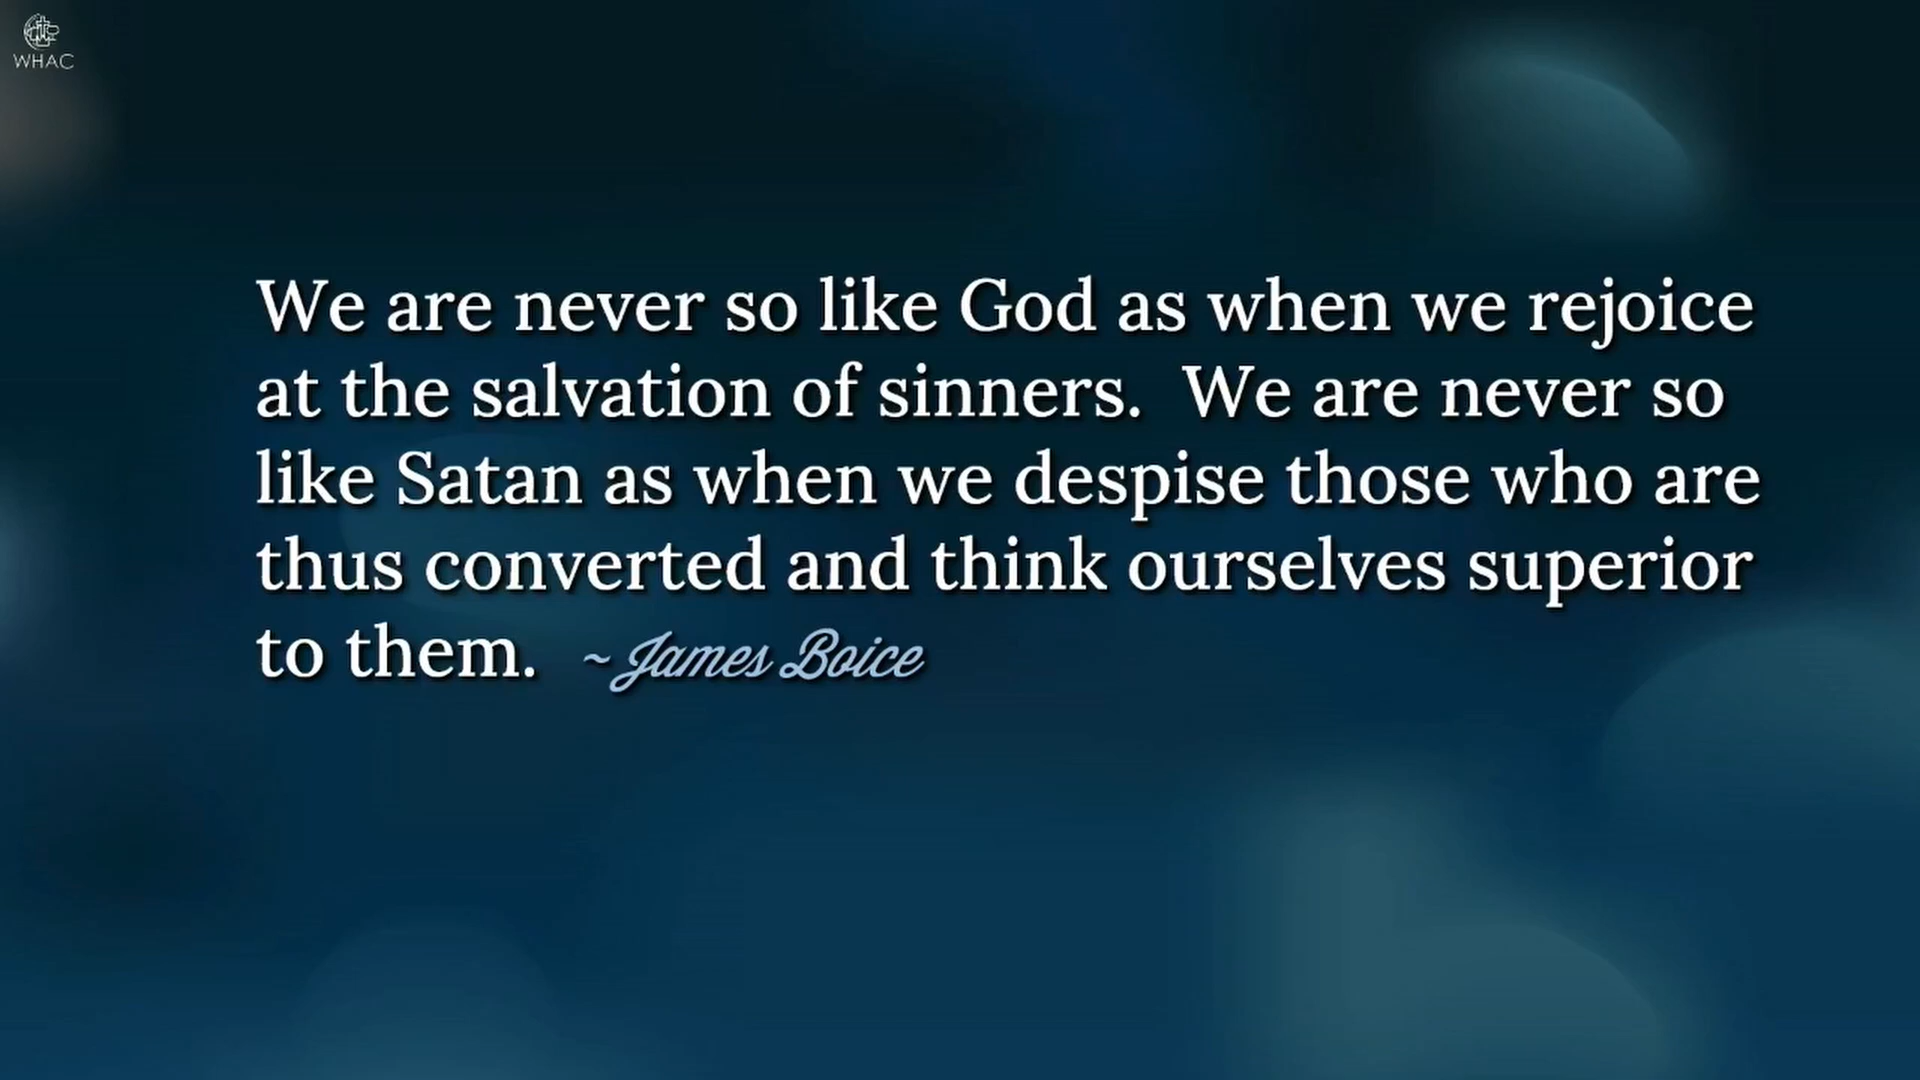 WHAC
We are never so like God as when we rejoice
at the salvation of sinners.  We are never so
like Satan as when we despise those who are
thus converted and think ourselves superior
to them.  ~ James Boice